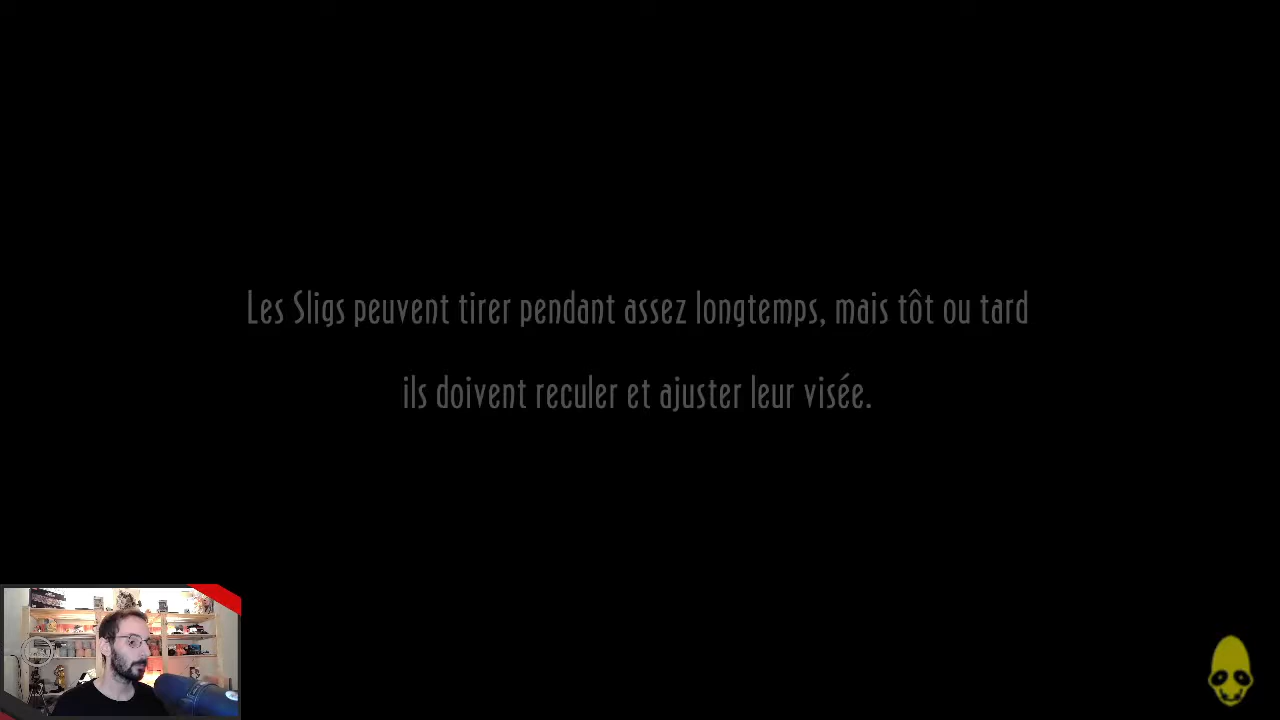 Les Sligs peuvent tirer pendant assez longtemps, mais tôt ou tard
ils doivent reculer et ajuster leur visée.